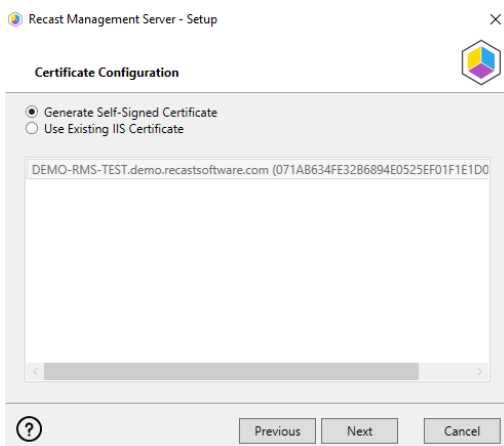 Recast Management Server - Setup
Certificate Configuration
Generate Self-Signed Certificate
Use Existing IIS Certificate
DEMO-RMS-TEST.demo.recastsoftware.com (071AB634FE32B6894E0525EF01F1E1D0
?
Previous Next Cancel